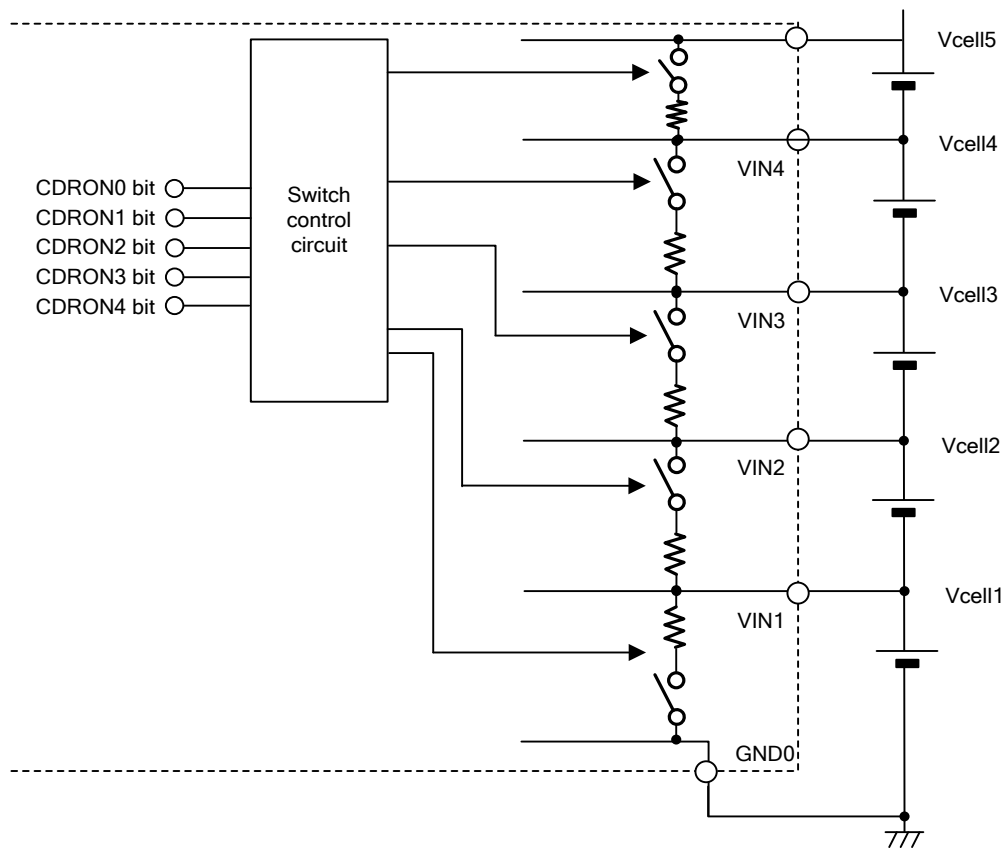 Vcell5
VIN4
Vcell4
CDRON0 bit
CDRON1 bit
CDRON2 bit
CDRON3 bit
CDRON4 bit
Switch
control
circuit
VIN3
Vcell3
VIN2
Vcell2
VIN1
Vcell1
GND0